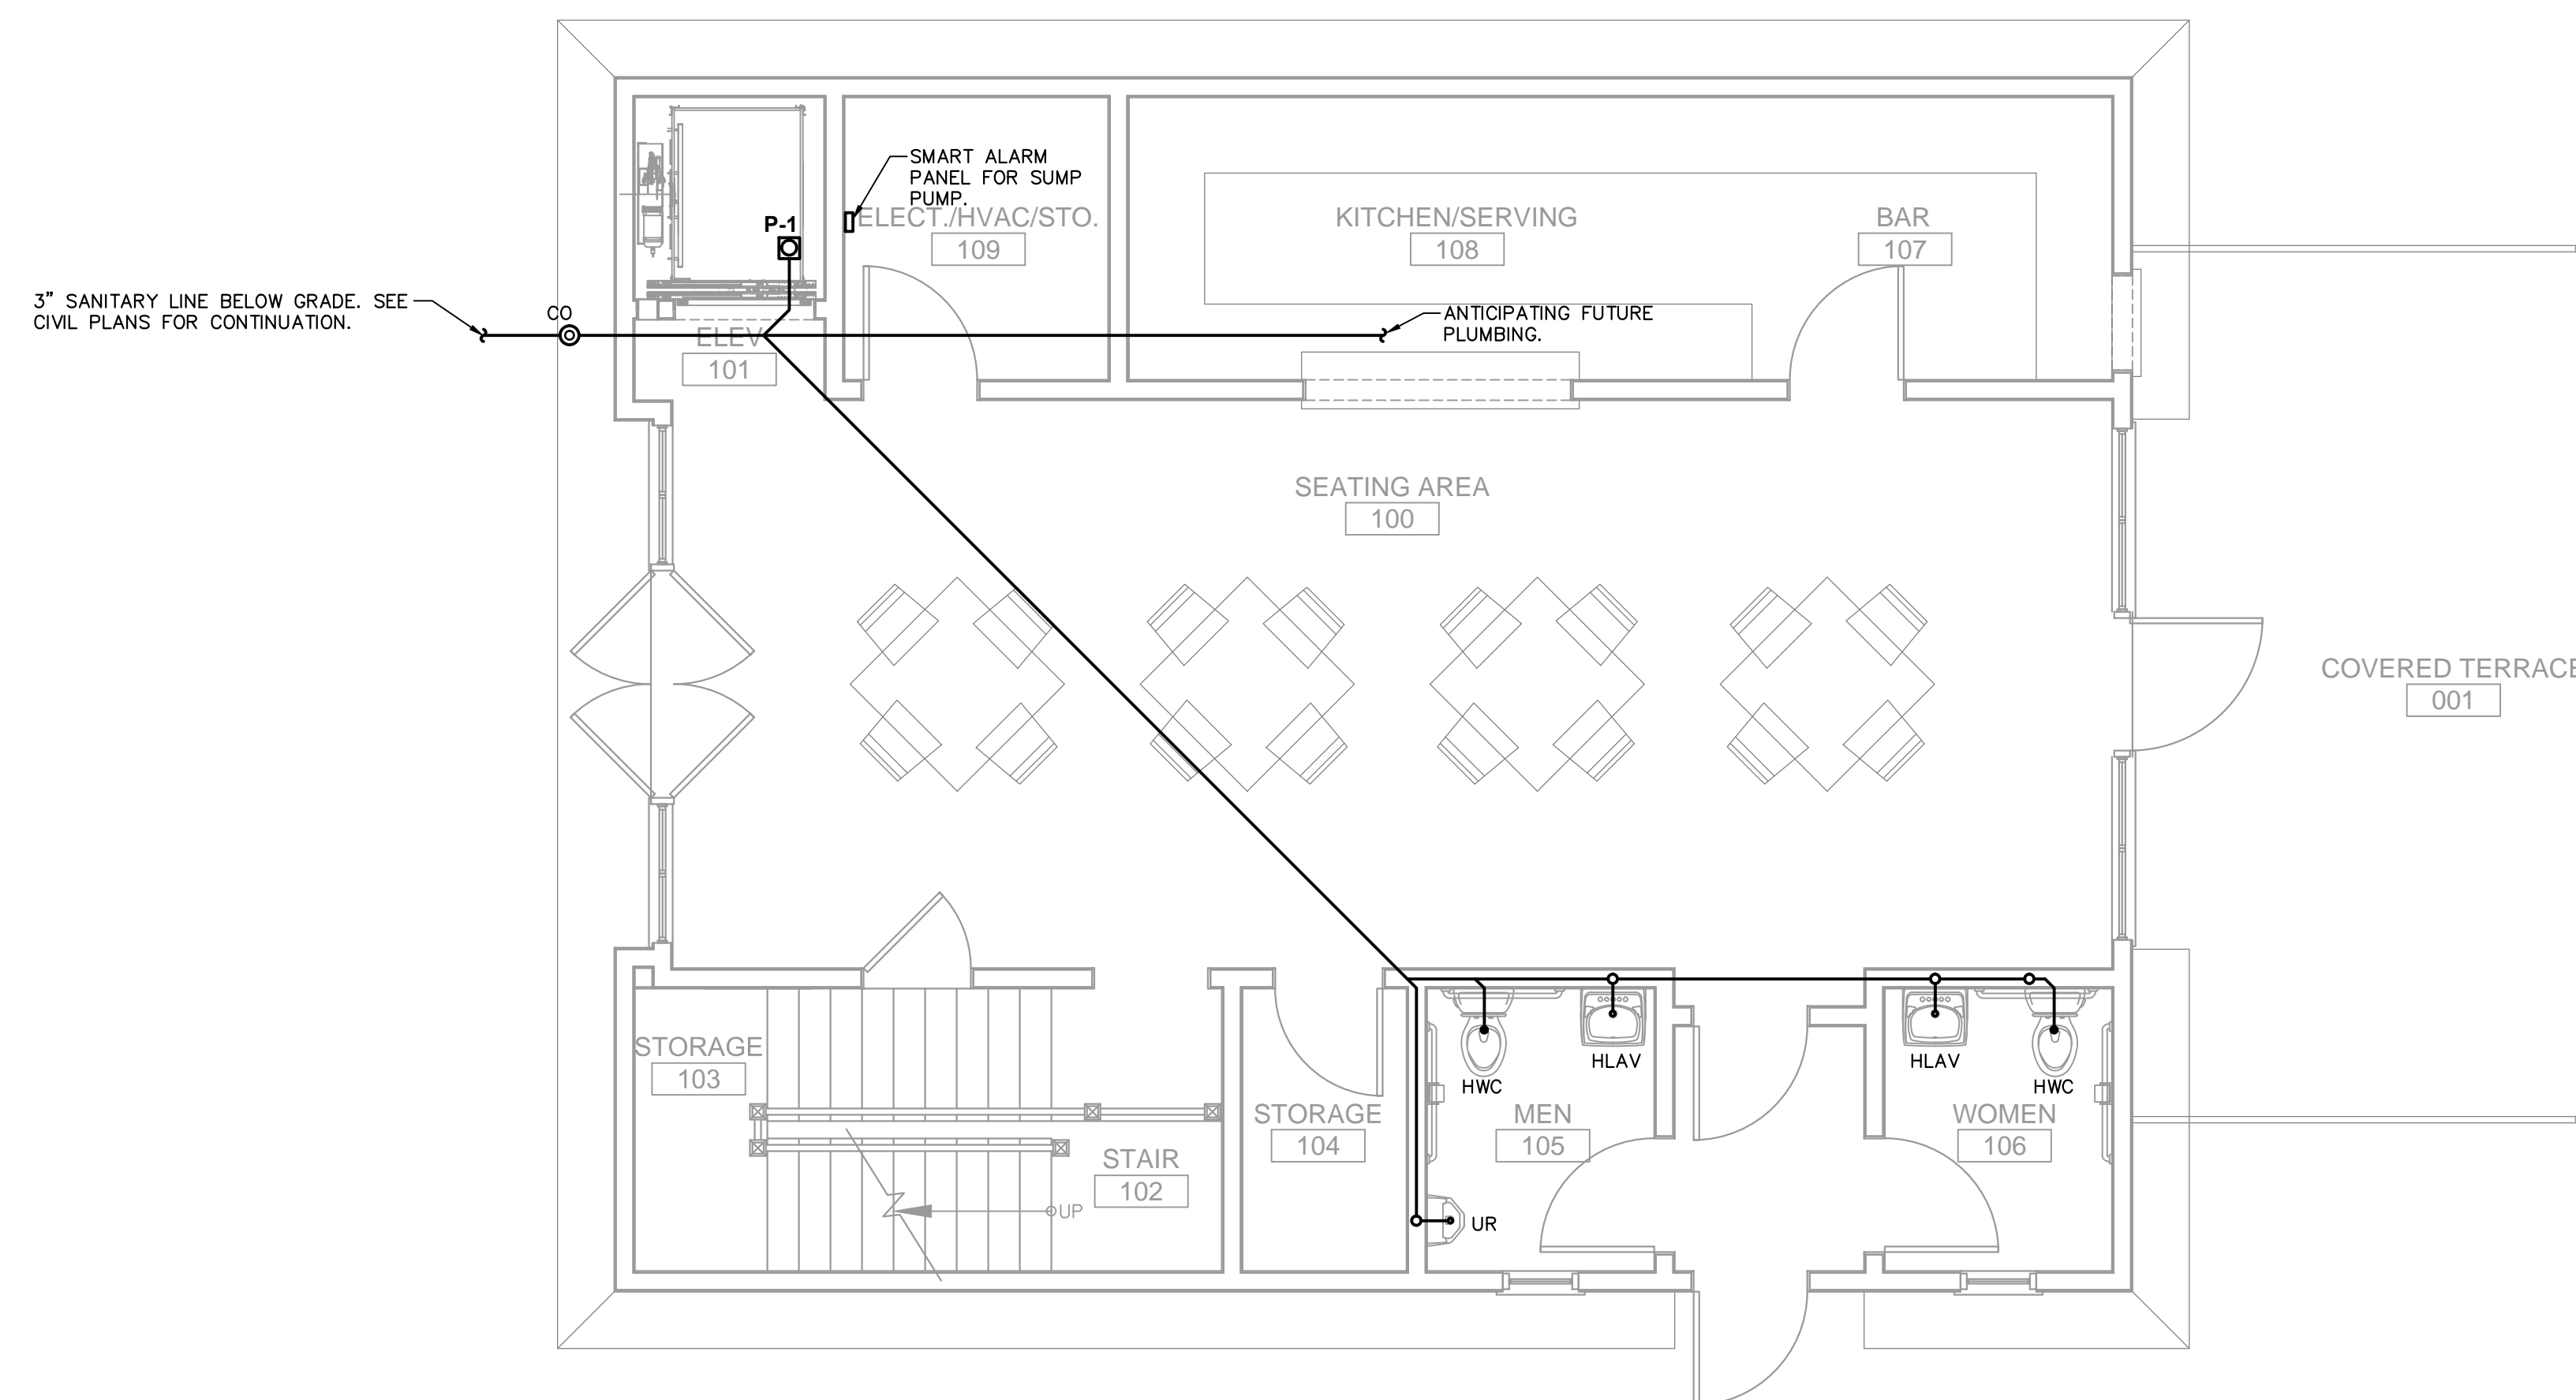 SMART ALARM
PANEL FOR SUMP
PUMP.
P-1
ELECT./HVAC/STO.
109
KITCHEN/SERVING
108
BAR
107
3" SANITARY LINE BELOW GRADE. SEE
CIVIL PLANS FOR CONTINUATION.
CO
ANTICIPATING FUTURE
PLUMBING.
ELEV
101
SEATING AREA
100
COVERED TERRACE
001
STORAGE
103
HWC
HLAV
HLAV
HWC
STORAGE
104
MEN
105
WOMEN
106
STAIR
102
UP
UR